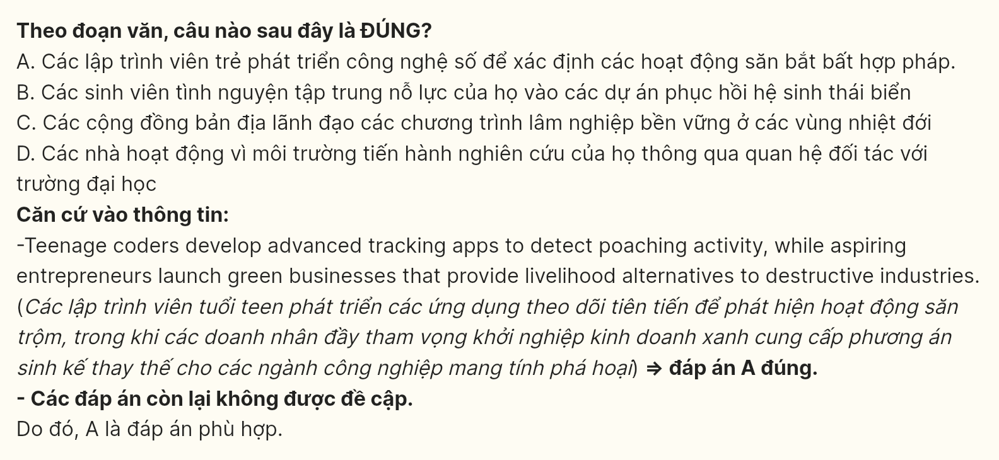 Theo đoạn văn, câu nào sau đây là ĐÚNG?
A. Các lập trình viên trẻ phát triển công nghệ số để xác định các hoạt động săn bắt bất hợp pháp.
B. Các sinh viên tình nguyện tập trung nỗ lực của họ vào các dự án phục hồi hệ sinh thái biển
C. Các cộng đồng bản địa lãnh đạo các chương trình lâm nghiệp bền vững ở các vùng nhiệt đới
D. Các nhà hoạt động vì môi trường tiến hành nghiên cứu của họ thông qua quan hệ đối tác với
trường đại học
Căn cứ vào thông tin:
-Teenage coders develop advanced tracking apps to detect poaching activity, while aspiring
entrepreneurs launch green businesses that provide livelihood alternatives to destructive industries.
(Các lập trình viên tuổi teen phát triển các ứng dụng theo dõi tiên tiến để phát hiện hoạt động săn
trộm, trong khi các doanh nhân đầy tham vọng khởi nghiệp kinh doanh xanh cung cấp phương án
sinh kế thay thế cho các ngành công nghiệp mang tính phá hoại) => đáp án A đúng.
- Các đáp án còn lại không được đề cập.
Do đó, A là đáp án phù hợp.